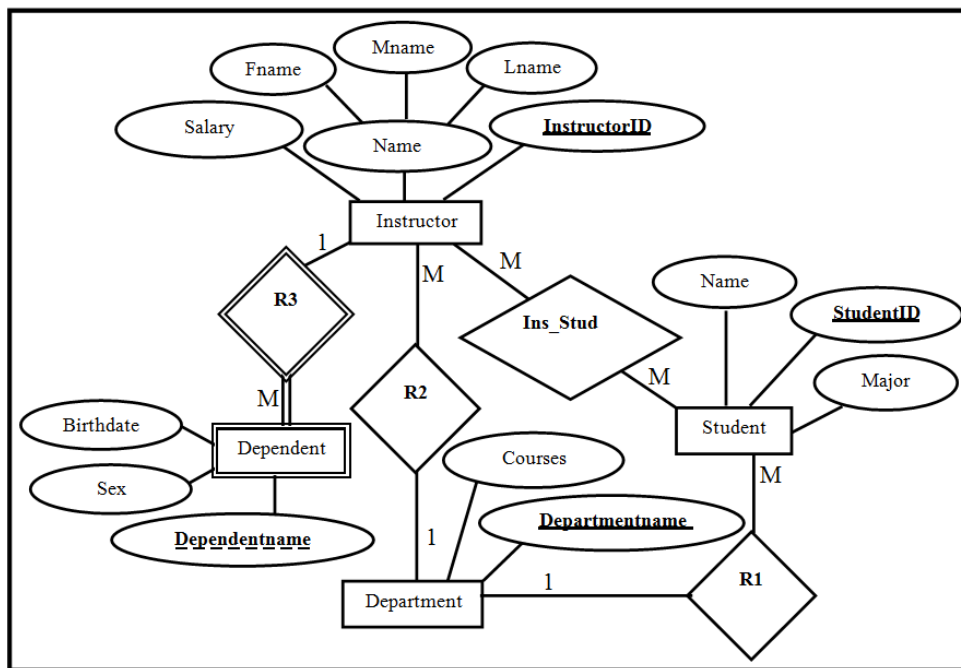 Mname
Fname
Lname
Salary
InstructorID
Name
Instructor
1
M
M
R3
Name
StudentID
Ins_Stud
M
Major
R2
M
Birthdate
Student
Dependent
Courses
M
Sex
Departmentname
Dependentname
1
R1
1
Department